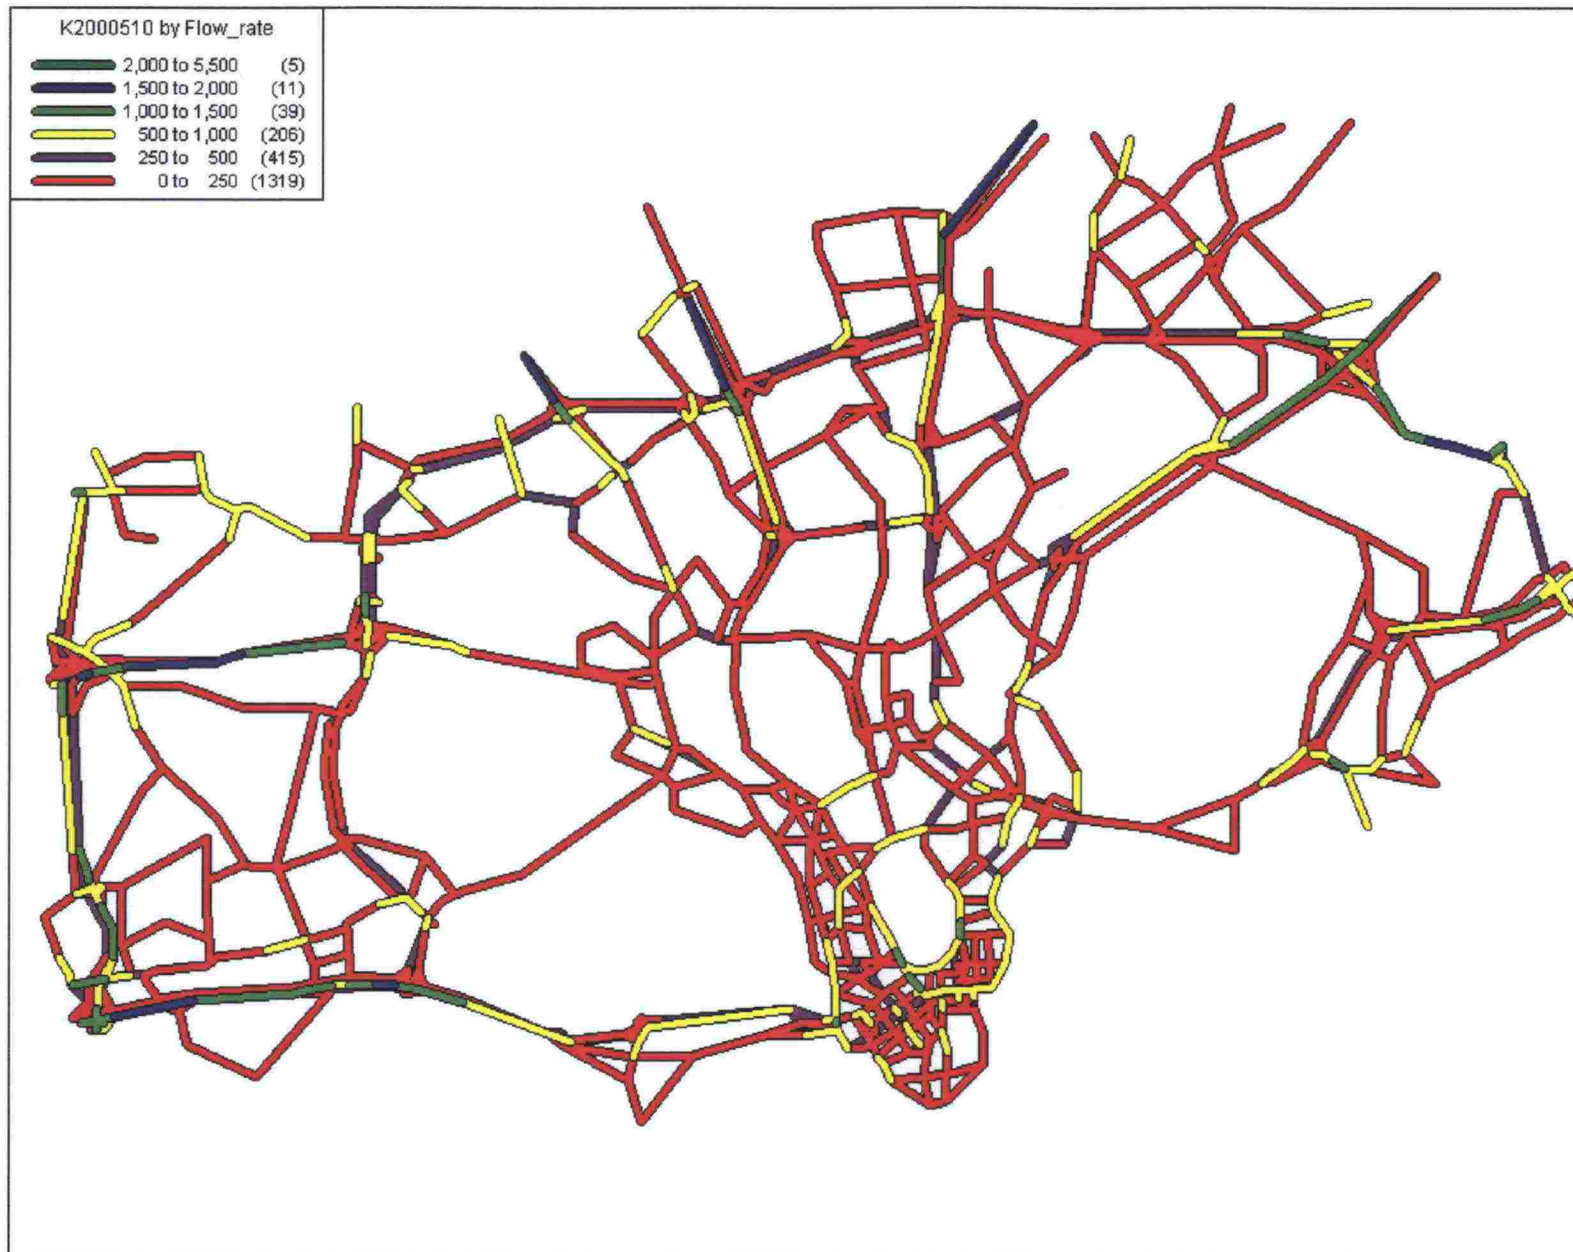 K2000510 by Flow_rate
2,000 to 5,500 (5)
1,500 to 2,000 (11)
1,000 to 1,500 (39)
500 to 1,000 (206)
250 to 500 (415)
0 to 250 (1319)